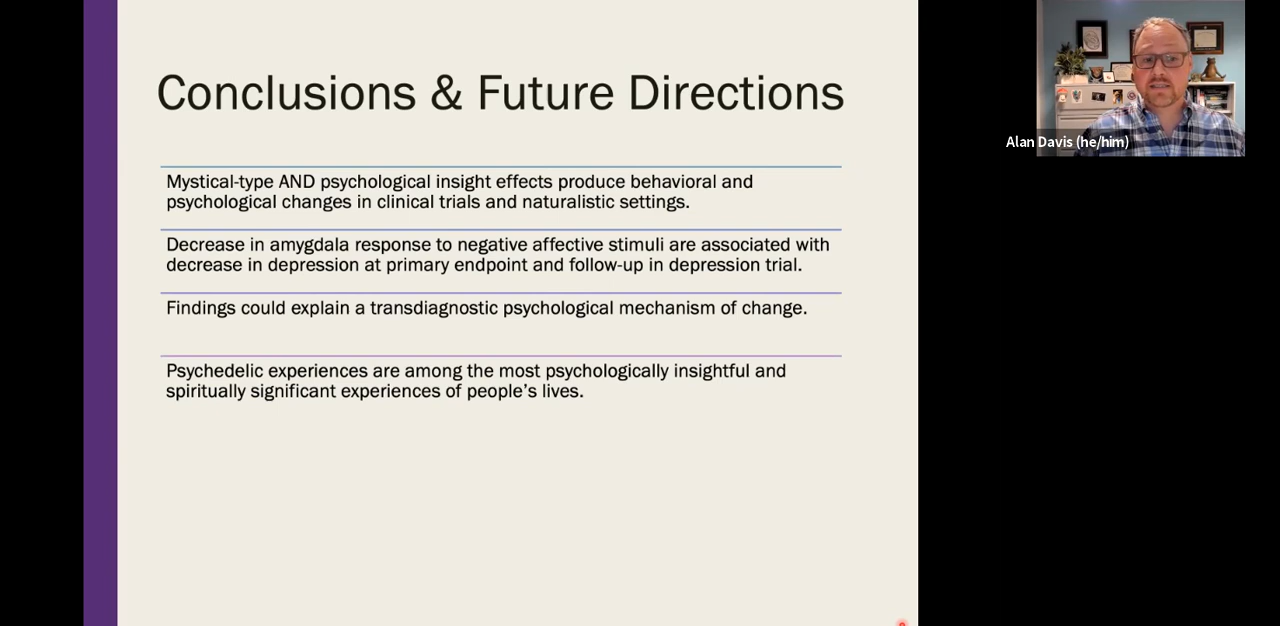 Conclusions & Future Directions
Mystical-type AND psychological insight effects produce behavioral and
psychological changes in clinical trials and naturalistic settings.
Decrease in amygdala response to negative affective stimuli are associated with
decrease in depression at primary endpoint and follow-up in depression trial.
Findings could explain a transdiagnostic psychological mechanism of change.
Psychedelic experiences are among the most psychologically insightful and
spiritually significant experiences of people’s lives.
Alan Davis (he/him)